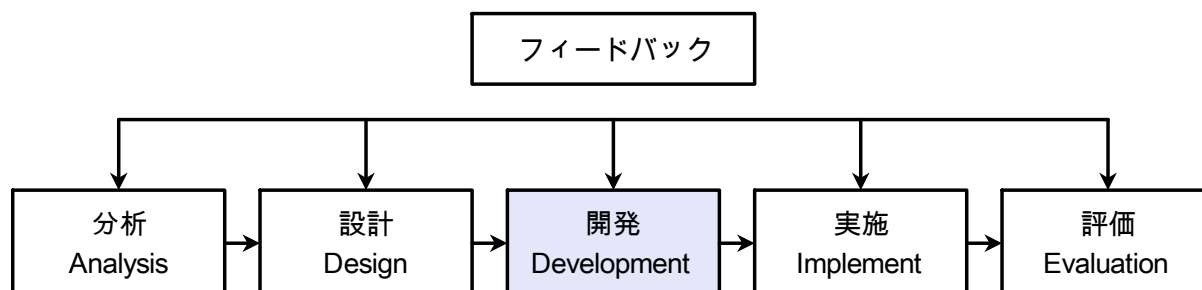 フィードバック
分析
Analysis
設計
Design
開発
Development
実施
Implement
評価
Evaluation